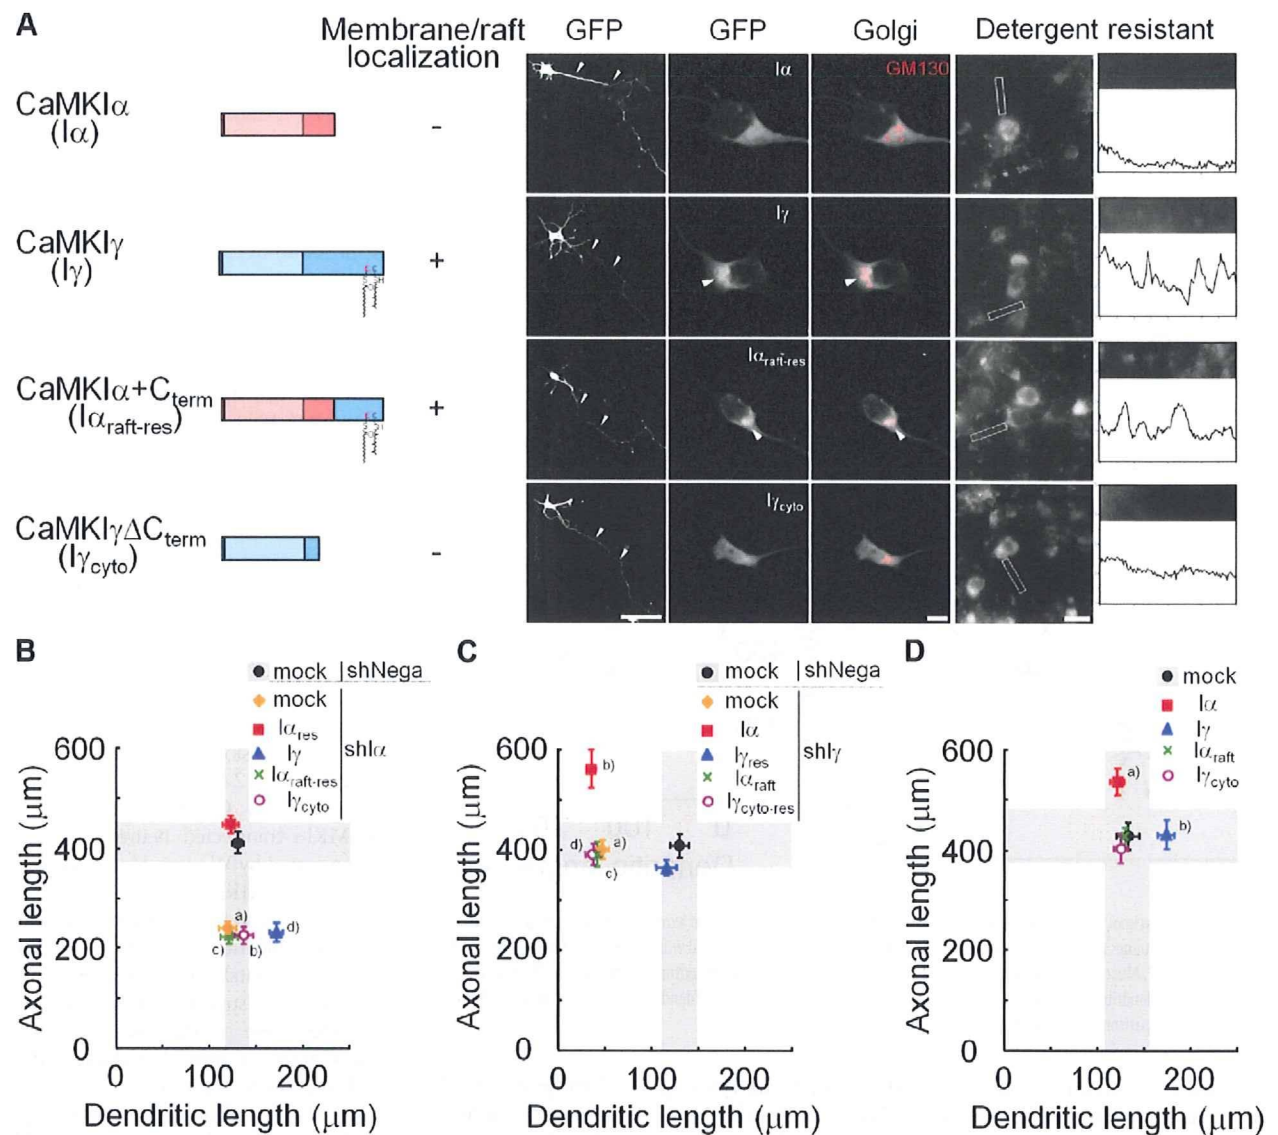 A
Membrane/raft
localization
GFP
GFP
Golgi
Detergent resistant
CaMKIα
(Iα)
-
Iα
GM130
CaMKIγ
(Iγ)
+
Iγ
CaMKIα+Cterm
(Iαraft-res)
+
Iαraft-res
CaMKIγΔCterm
(Iγcyto)
-
Iγcyto
B
mock shNega
mock
Iαres
Iγ
Iαraft-res
Iγcyto
shIα
600
400
200
0
Axonal length (μm)
a)
c)
b)
d)
0 100 200
Dendritic length (μm)
C
mock shNega
mock
Iα
Iγres
Iαraft
Iγcyto-res
shIγ
600
400
200
0
Axonal length (μm)
b)
d)
a)
c)
0 100 200
Dendritic length (μm)
D
mock
Iα
Iγ
Iαraft
Iγcyto
600
400
200
0
Axonal length (μm)
a)
b)
0 100 200
Dendritic length (μm)